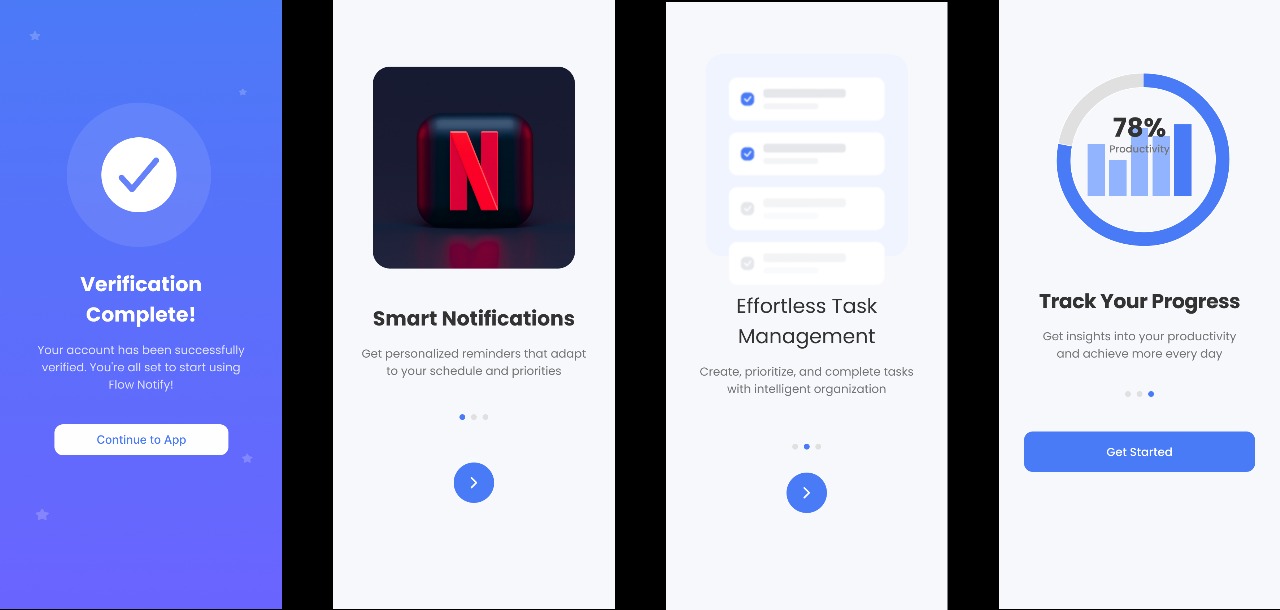 Verification
Complete!
Your account has been successfully
verified. You're all set to start using
Flow Notify!
Continue to App
N
Smart Notifications
Get personalized reminders that adapt
to your schedule and priorities
Effortless Task
Management
Create, prioritize, and complete tasks
with intelligent organization
78%
Productivity
Track Your Progress
Get insights into your productivity
and achieve more every day
Get Started